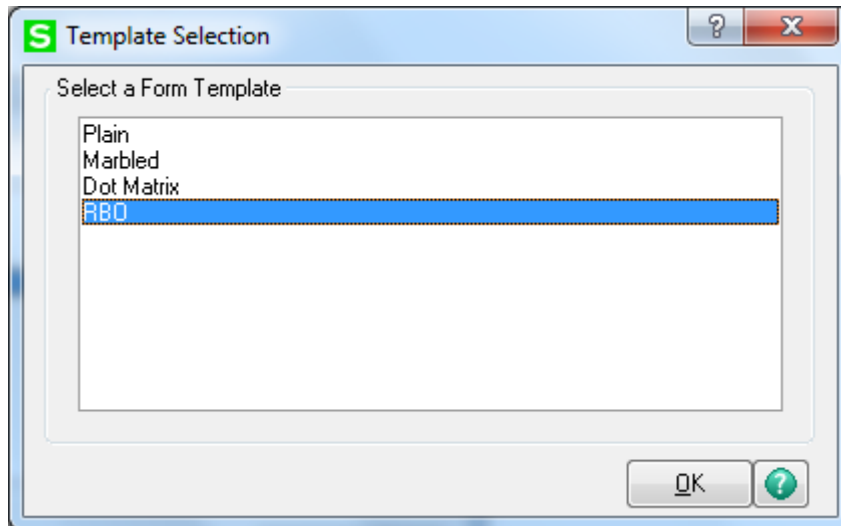 S Template Selection
Select a Form Template
Plain
Marbled
Dot Matrix
RBO
OK